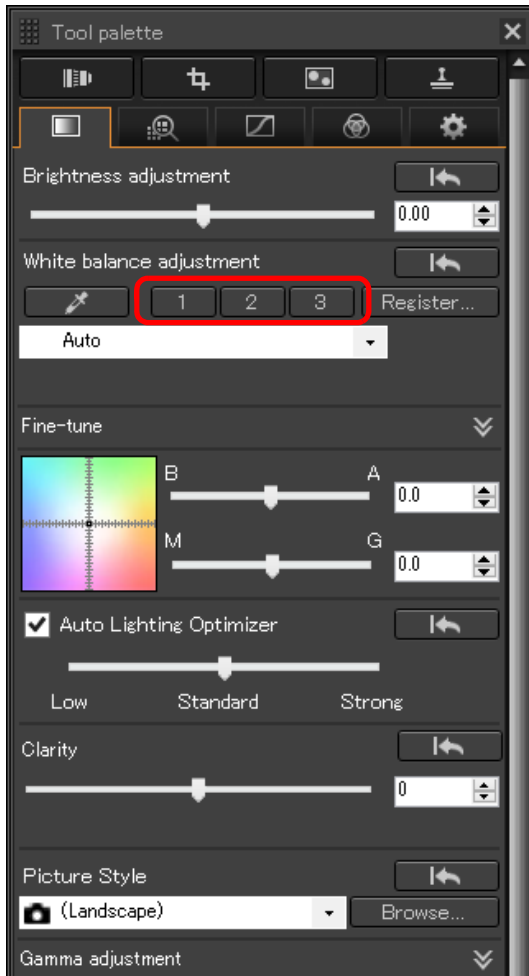 Tool palette
Brightness adjustment
0.00
White balance adjustment
1 2 3 Register...
Auto
Fine-tune
B A
0.0
M G
0.0
Auto Lighting Optimizer
Low Standard Strong
Clarity
0
Picture Style
(Landscape) Browse...
Gamma adjustment